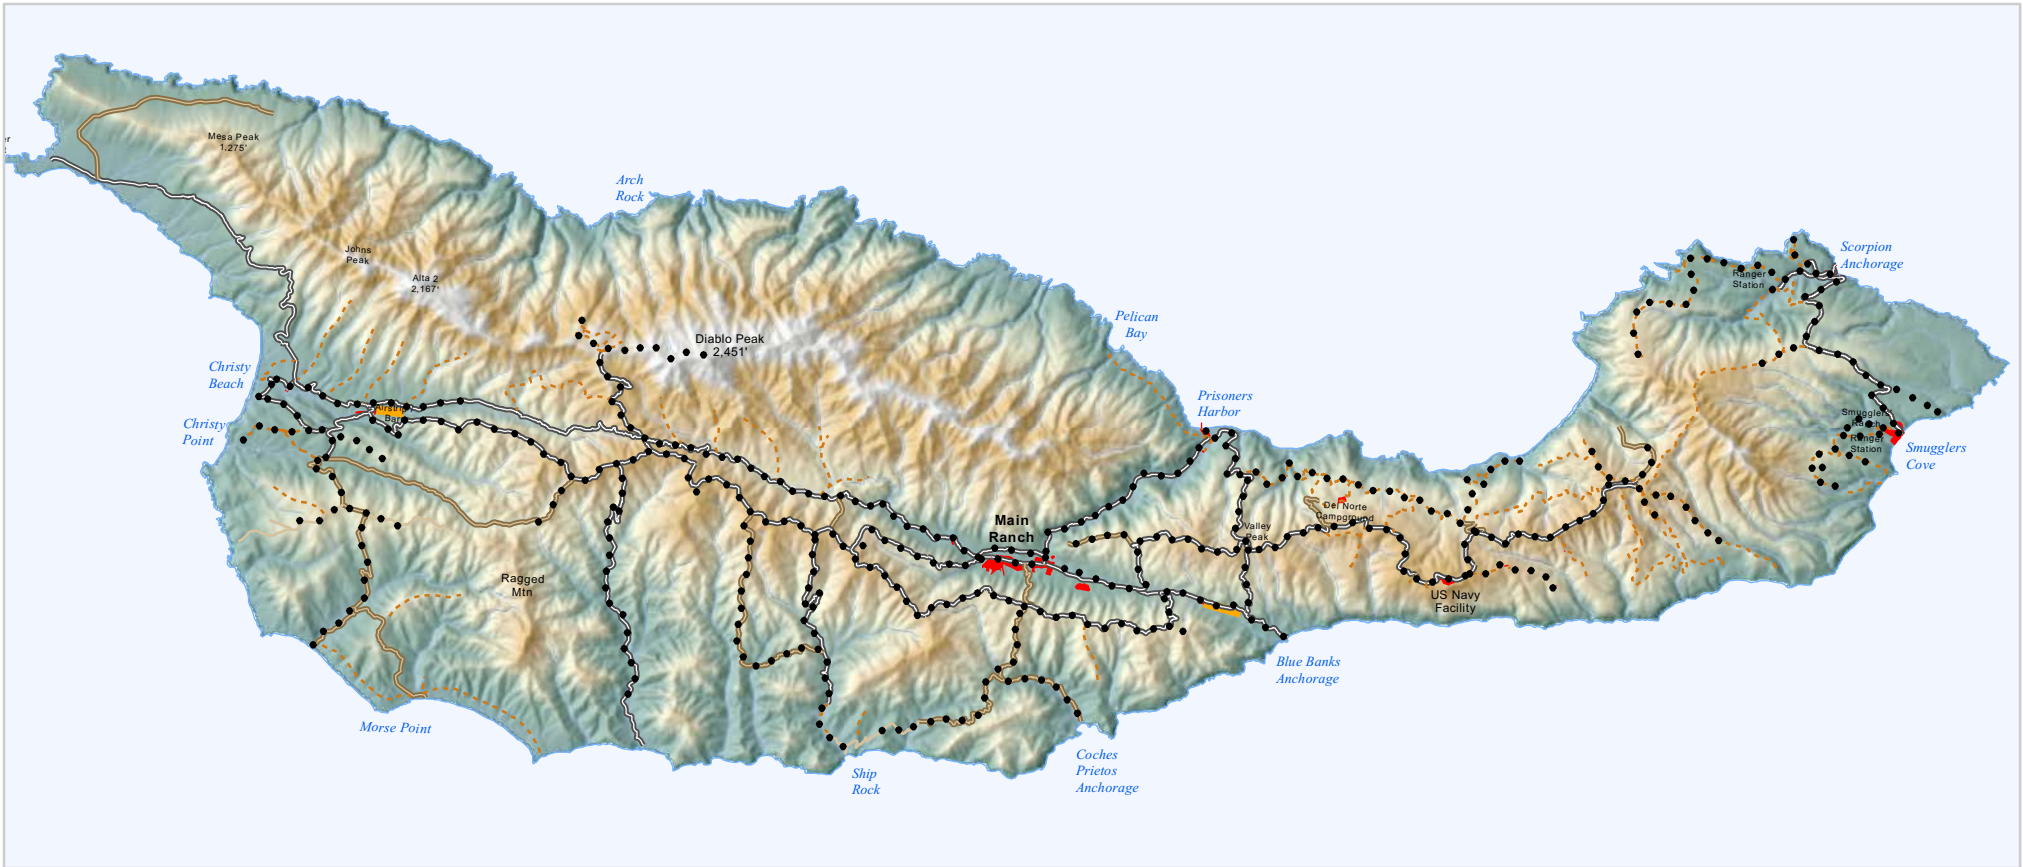 Mesa Peak
1,275'
Arch
Rock
Johns
Peak
Alta 2
2,167'
Diablo Peak
2,451'
Pelican
Bay
Prisoners
Harbor
Scorpion
Anchorage
Ranger
Station
Christy
Beach
Christy
Point
Airstrip
Smugglers
Ranch
Ranger
Station
Smugglers
Cove
Main
Ranch
Valley
Peak
Del Norte
Campground
Ragged
Mtn
US Navy
Facility
Blue Banks
Anchorage
Morse Point
Ship
Rock
Coches
Prietos
Anchorage